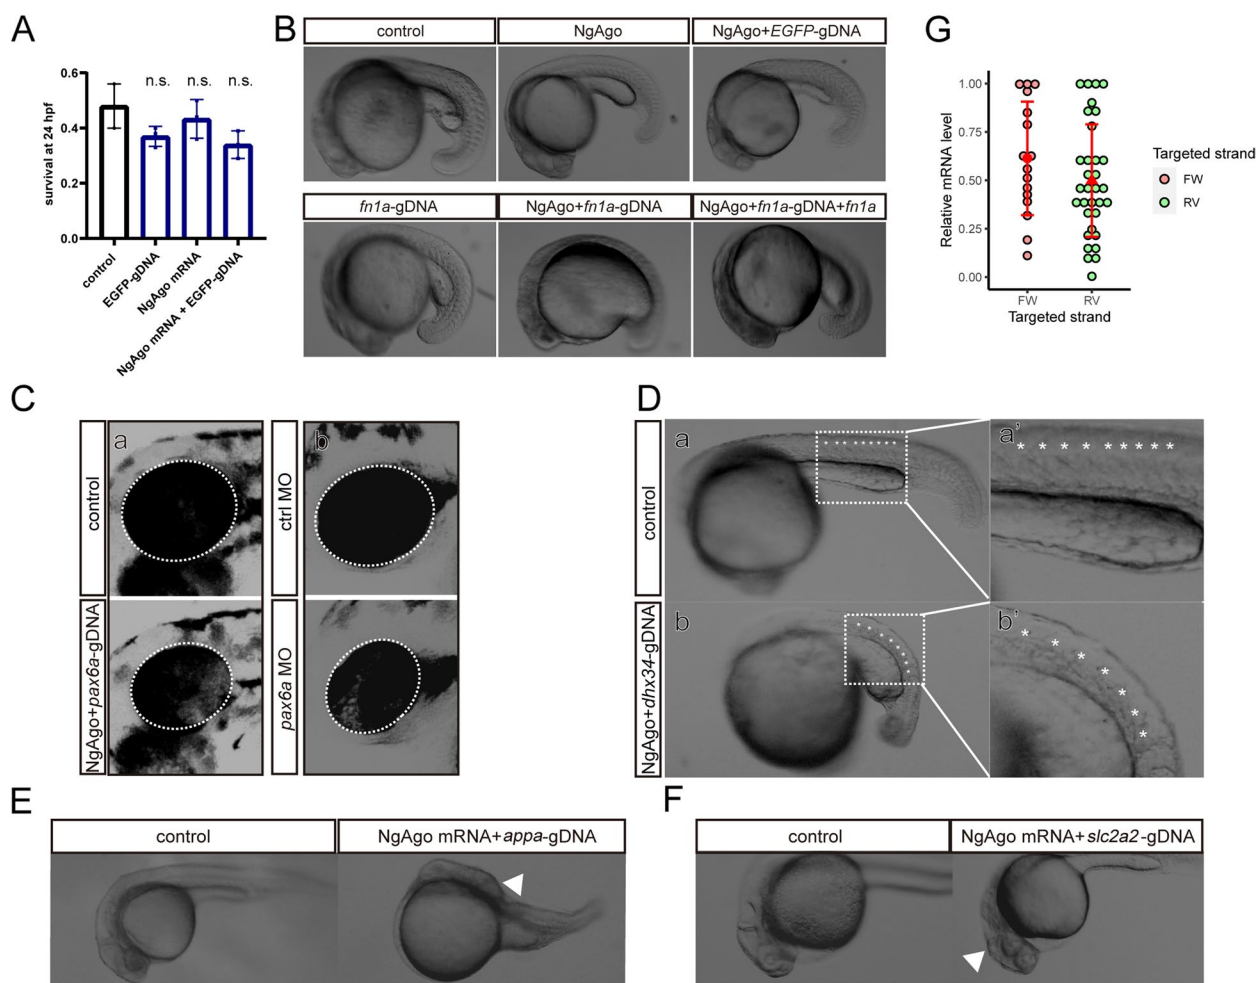 A
survival at 24 hpf
0.6
0.4
0.2
0.0
n.s.
n.s.
n.s.
control
EGFP-gDNA
NgAgo mRNA
NgAgo mRNA + EGFP-gDNA
B
control
NgAgo
NgAgo+EGFP-gDNA
fn1a-gDNA
NgAgo+fn1a-gDNA
NgAgo+fn1a-gDNA+fn1a
G
Relative mRNA level
1.00
0.75
0.50
0.25
0.00
FW
RV
Targeted strand
Targeted strand
FW
RV
C
control
a
ctrl MO
b
NgAgo+pax6a-gDNA
pax6a MO
D
control
a
a'
* * * * * * * * *
NgAgo+dhx34-gDNA
b
b'
E
control
NgAgo mRNA+appa-gDNA
F
control
NgAgo mRNA+slc2a2-gDNA